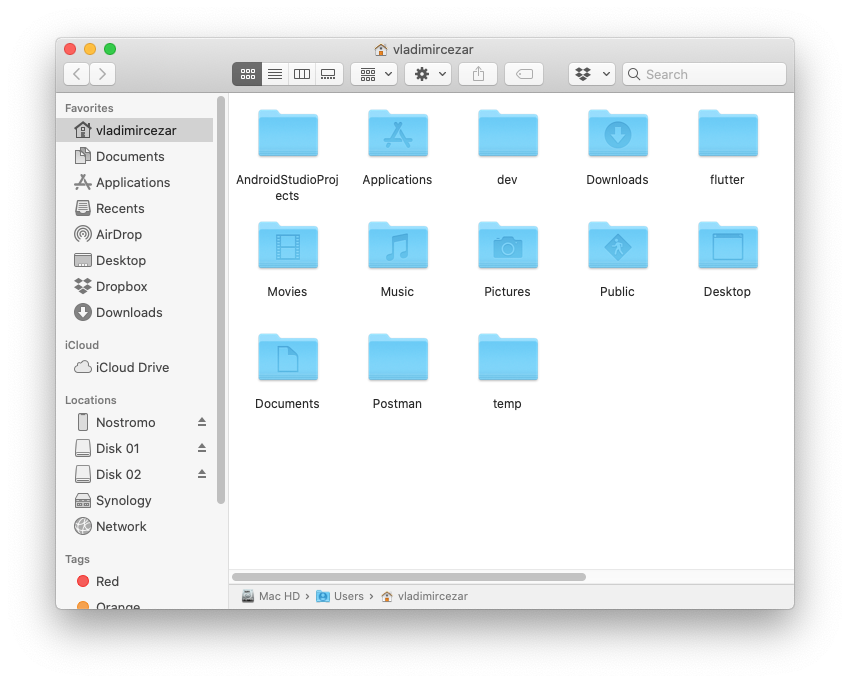 vladimircezar
Search
Favorites
vladimircezar
Documents
Applications
Recents
AirDrop
Desktop
Dropbox
Downloads
iCloud
iCloud Drive
Locations
Nostromo
Disk 01
Disk 02
Synology
Network
Tags
Red
Orange
AndroidStudioProj
ects
Applications
dev
Downloads
flutter
Movies
Music
Pictures
Public
Desktop
Documents
Postman
temp
Mac HD › Users › vladimircezar